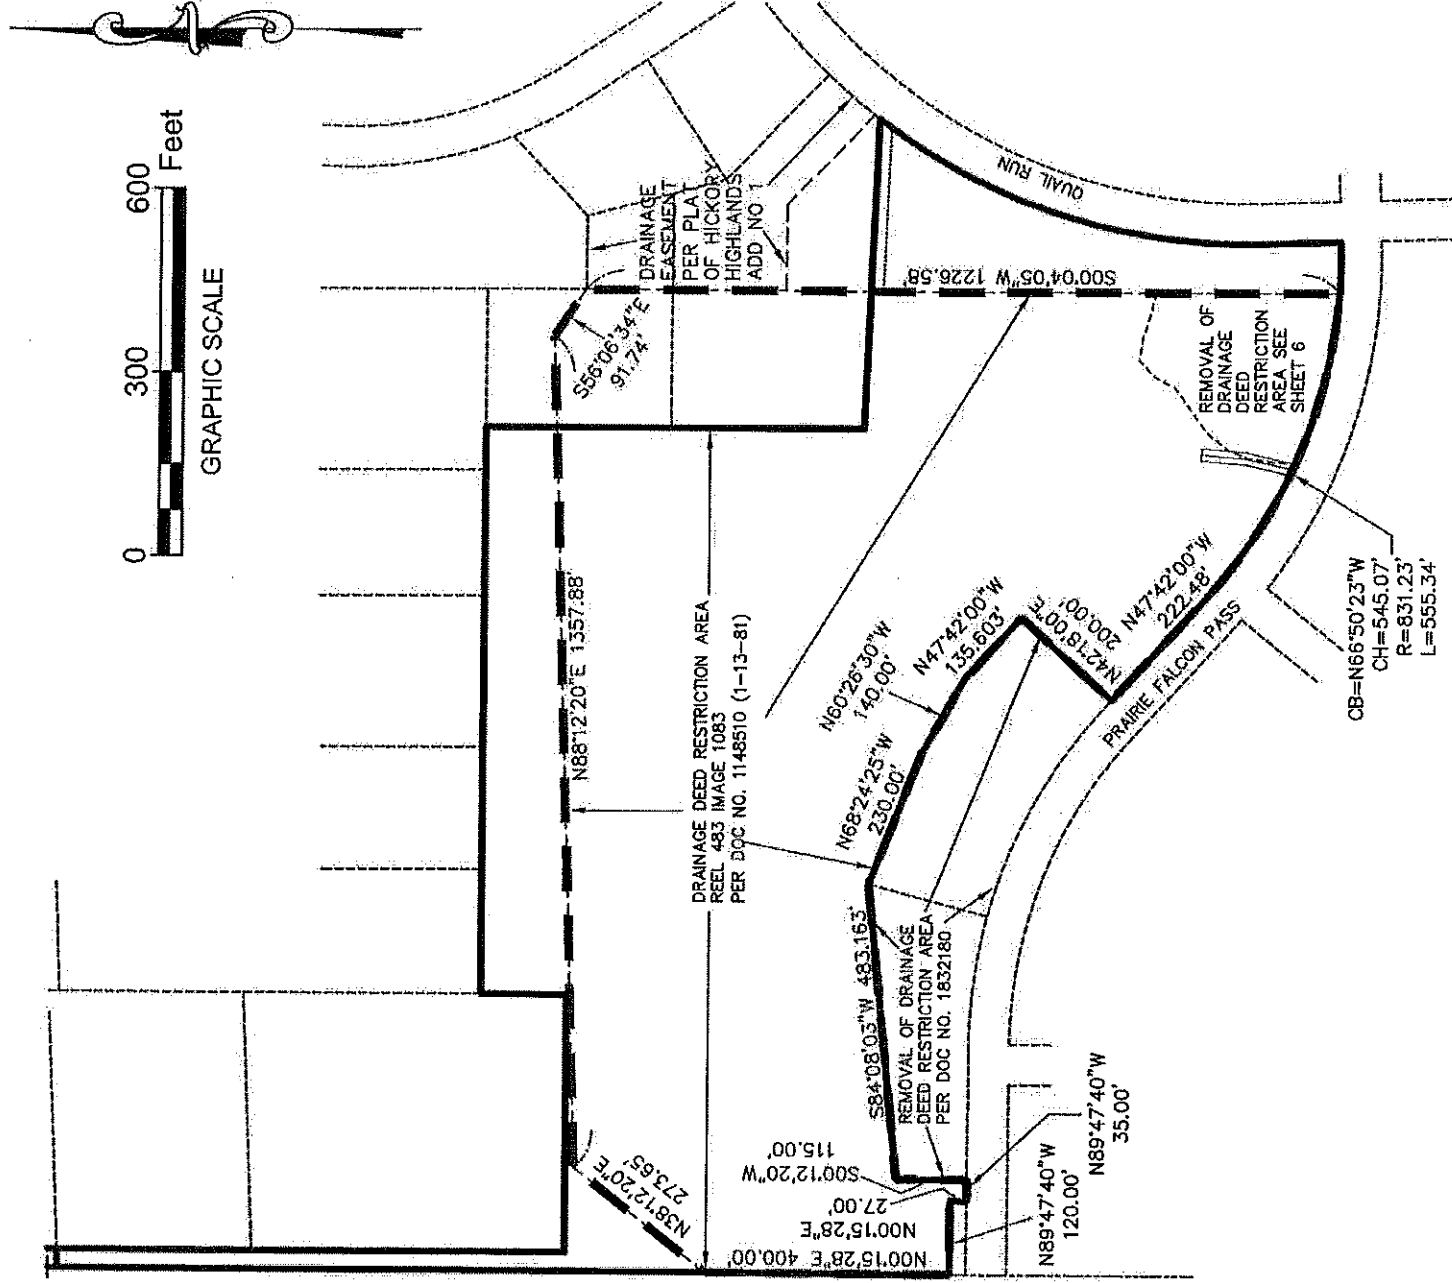 0
300
600
Feet
GRAPHIC SCALE
DRAINAGE
EASEMENT
PER PLAT
OF HICKORY
HIGHLANDS
ADD NO 1
QUAIL RUN
S56°06'34"E
91.74'
S00°04'05"W 1226.58'
N88°12'20"E 1357.88'
REMOVAL OF
DRAINAGE
DEED
RESTRICTION
AREA SEE
SHEET 6
DRAINAGE DEED RESTRICTION AREA
REEL 483 IMAGE 1083
PER DOC NO. 1148510 (1-13-81)
N47°42'00"W
222.48'
N42°18'00"E
200.00'
N47°42'00"W
135.603'
N60°26'30"W
140.00'
N68°24'25"W
230.00'
PRAIRIE FALCON PASS
CB=N66°50'23"W
CH=545.07'
R=831.23'
L=555.34'
S84°08'03"W 483.163'
REMOVAL OF DRAINAGE
DEED RESTRICTION AREA
PER DOC NO. 1832180
N38°12'20"E
273.65'
S00°12'20"W
115.00'
N00°15'28"E
27.00'
N00°15'28"E 400.00'
N89°47'40"W
120.00'
N89°47'40"W
35.00'